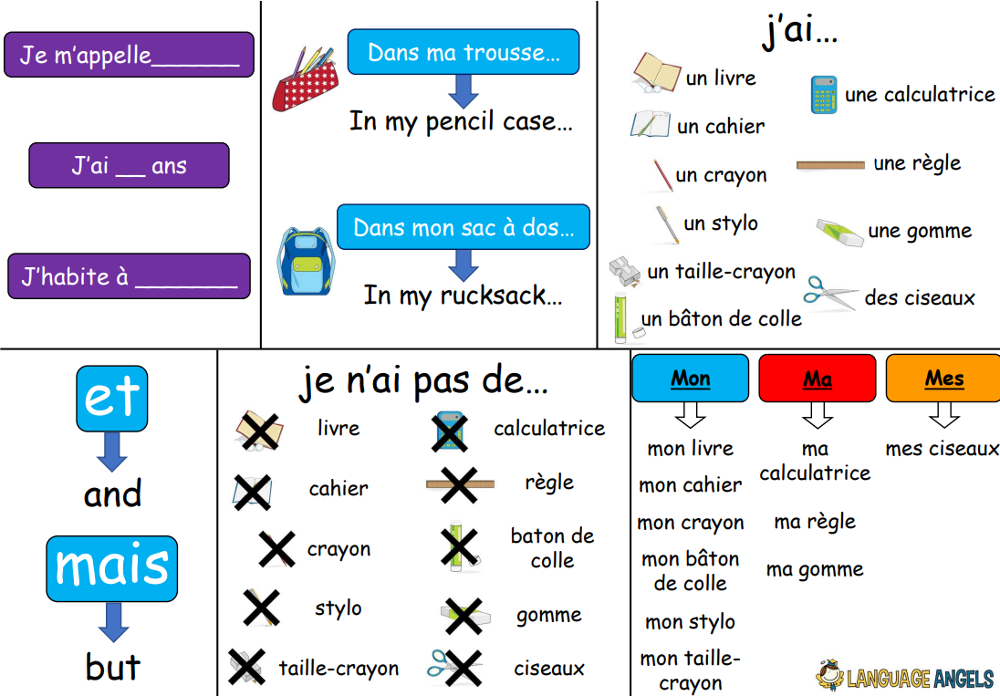 Je m’appelle______
J’ai __ ans
J’habite à _______
Dans ma trousse…
In my pencil case…
Dans mon sac à dos…
In my rucksack…
j’ai…
un livre
un cahier
un crayon
un stylo
un taille-crayon
un bâton de colle
une calculatrice
une règle
une gomme
des ciseaux
et
and
mais
but
je n’ai pas de…
livre
cahier
crayon
stylo
taille-crayon
calculatrice
règle
baton de
colle
gomme
ciseaux
Mon
mon livre
mon cahier
mon crayon
mon bâton
de colle
mon stylo
mon taille-
crayon
Ma
ma
calculatrice
ma règle
ma gomme
Mes
mes ciseaux
LANGUAGE ANGELS